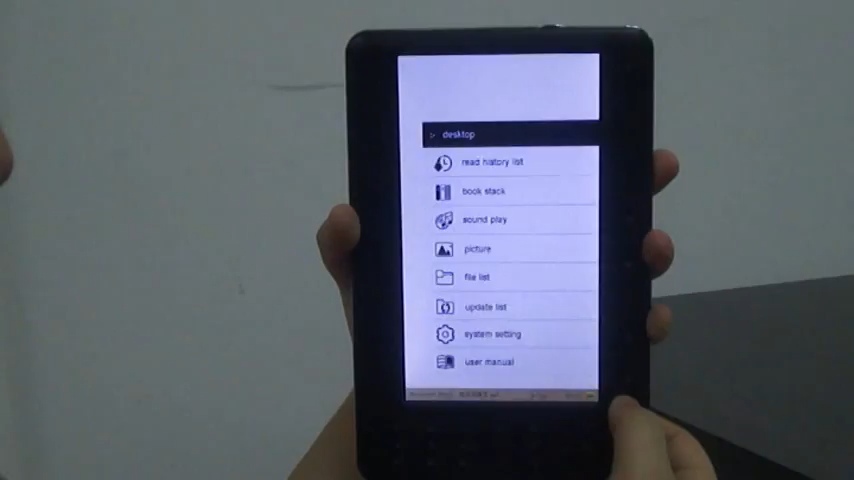 desktop
read history list
book stack
sound play
picture
file list
update list
system setting
user manual